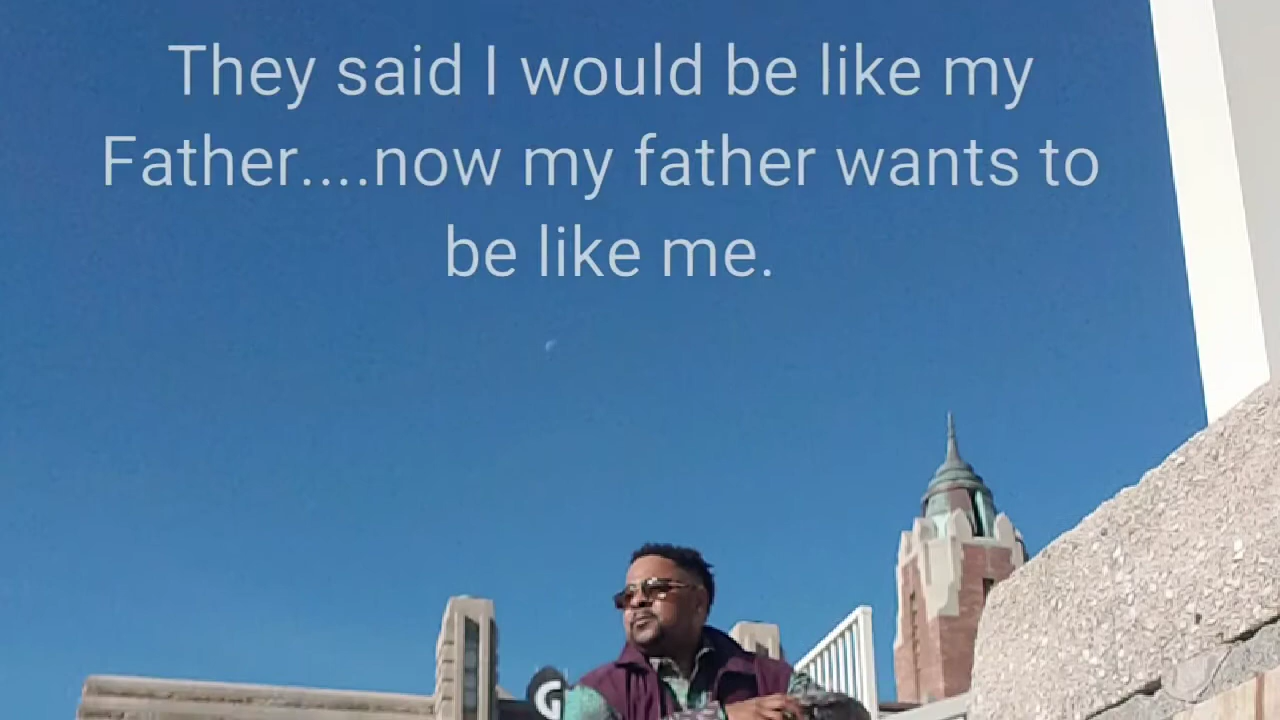 They said I would be like my
Father....now my father wants to
be like me.
G